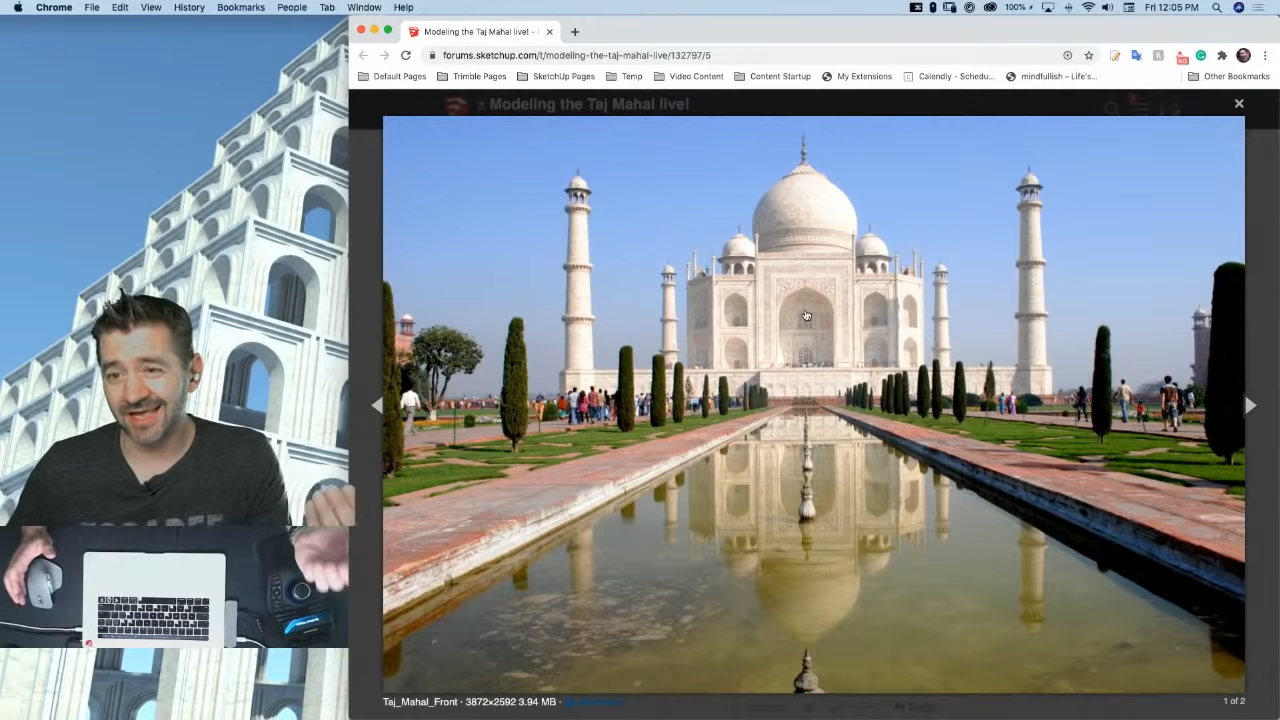 Chrome File Edit View History Bookmarks People Tab Window Help
100% Fri 12:05 PM
Modeling the Taj Mahal live! -
forums.sketchup.com/t/modeling-the-taj-mahal-live/132797/5
Default Pages Trimble Pages SketchUp Pages Temp Video Content Content Startup My Extensions Calendly - Schedu... mindfullish – Life's... Other Bookmarks
Modeling the Taj Mahal live!
Taj_Mahal_Front · 3872x2592 3.94 MB ·
1 of 2